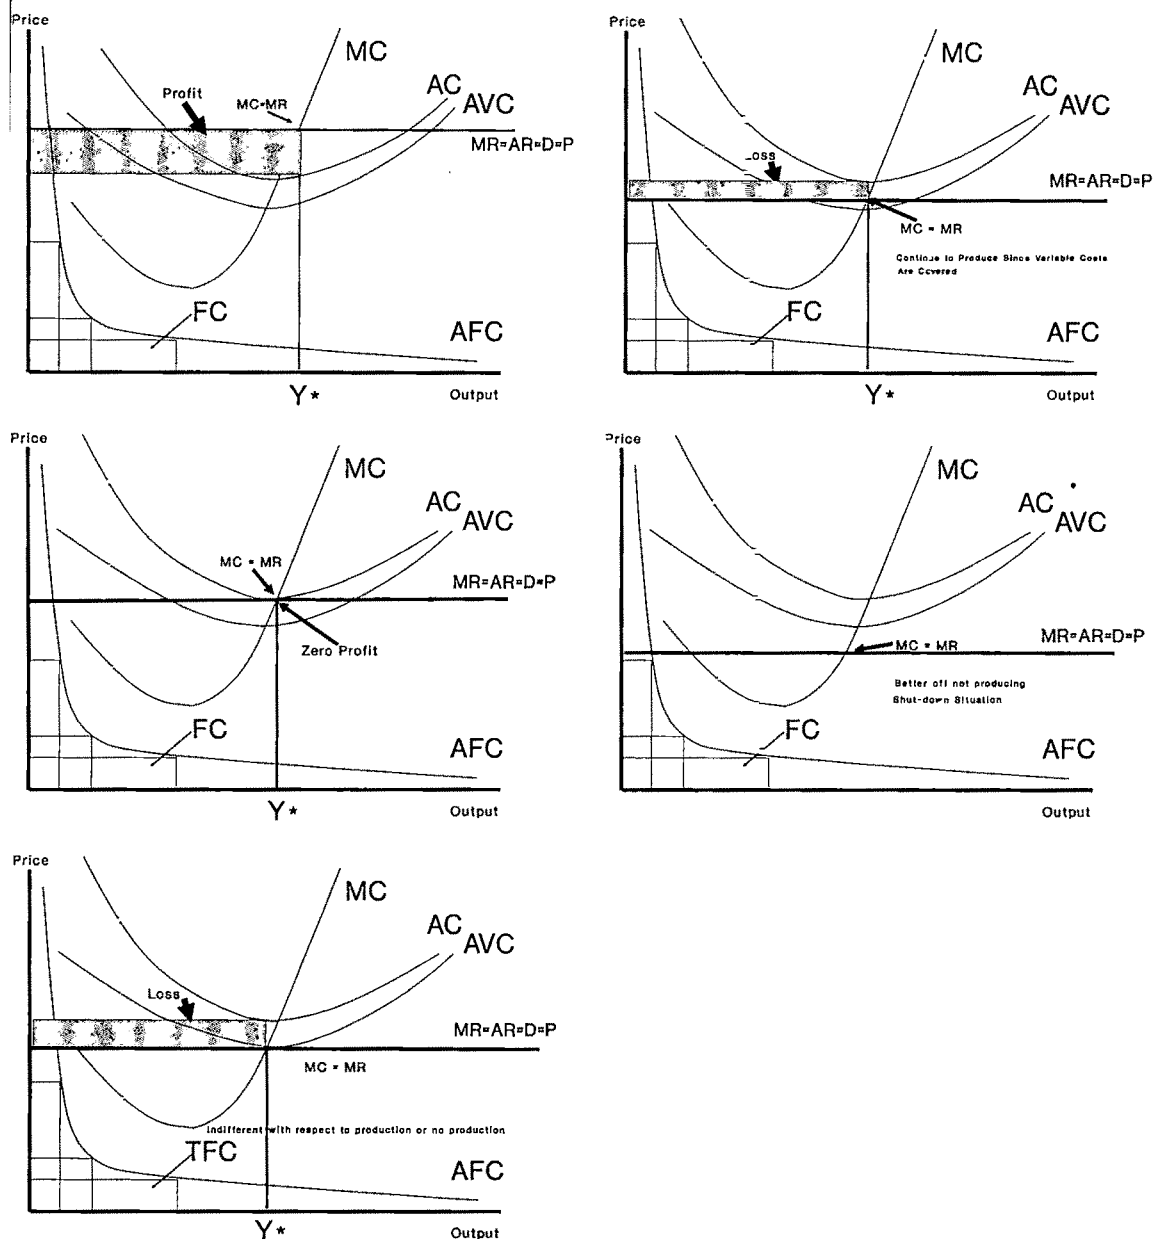 Price
MC
AC
AVC
Profit
MC=MR
MR=AR=D=P
FC
AFC
Y*
Output
Price
MC
AC
AVC
Loss
MR=AR=D=P
MC = MR
Continue to Produce Since Variable Costs
Are Covered
FC
AFC
Y*
Output
Price
MC
AC
AVC
MC = MR
MR=AR=D=P
Zero Profit
FC
AFC
Y*
Output
Price
MC
AC
AVC
MR=AR=D=P
MC = MR
Better off not producing
Shut-down Situation
FC
AFC
Output
Price
MC
AC
AVC
Loss
MR=AR=D=P
MC = MR
Indifferent with respect to production or no production
TFC
AFC
Y*
Output